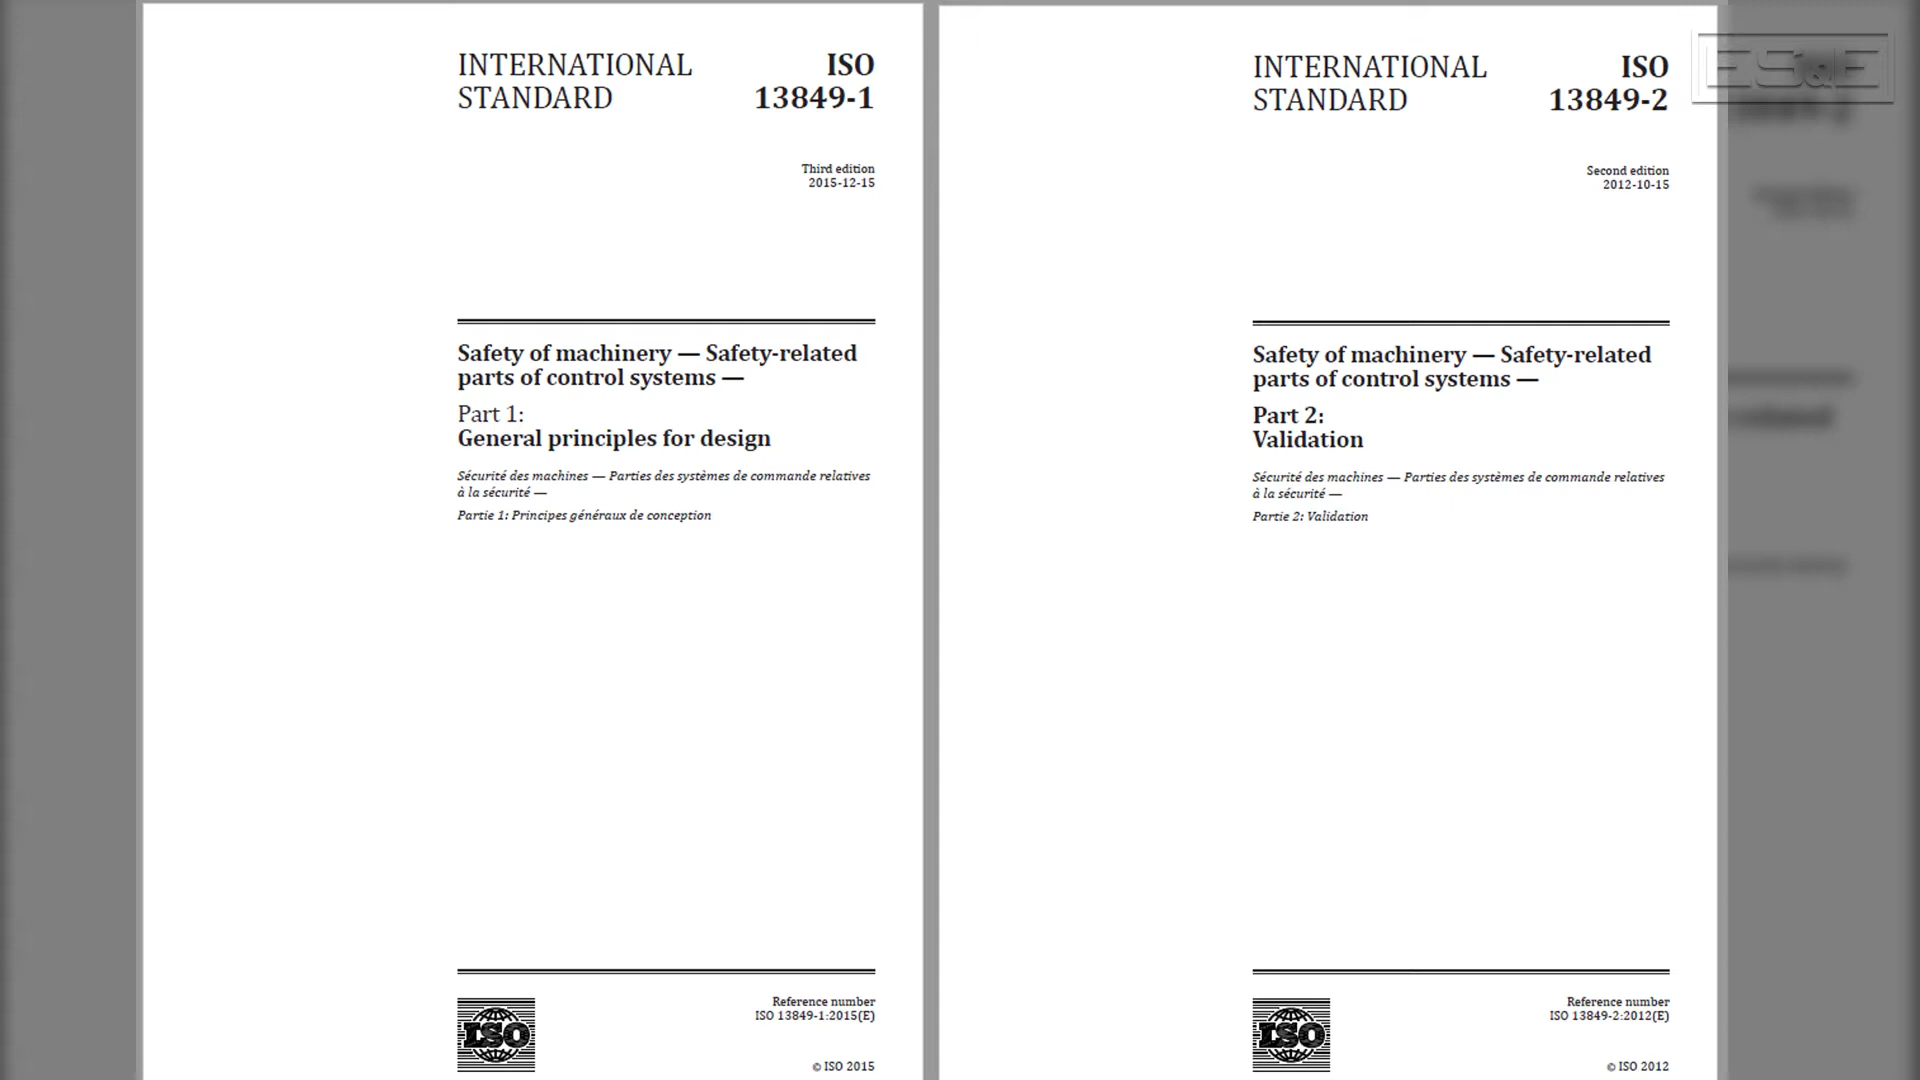 INTERNATIONAL
STANDARD
ISO
13849-1
Third edition
2015-12-15
Safety of machinery — Safety-related
parts of control systems —
Part 1:
General principles for design
Sécurité des machines — Parties des systèmes de commande relatives
à la sécurité —
Partie 1: Principes généraux de conception
ISO
Reference number
ISO 13849-1:2015(E)
© ISO 2015
INTERNATIONAL
STANDARD
ISO
13849-2
Second edition
2012-10-15
Safety of machinery — Safety-related
parts of control systems —
Part 2:
Validation
Sécurité des machines — Parties des systèmes de commande relatives
à la sécurité —
Partie 2: Validation
ISO
Reference number
ISO 13849-2:2012(E)
© ISO 2012
ES&E